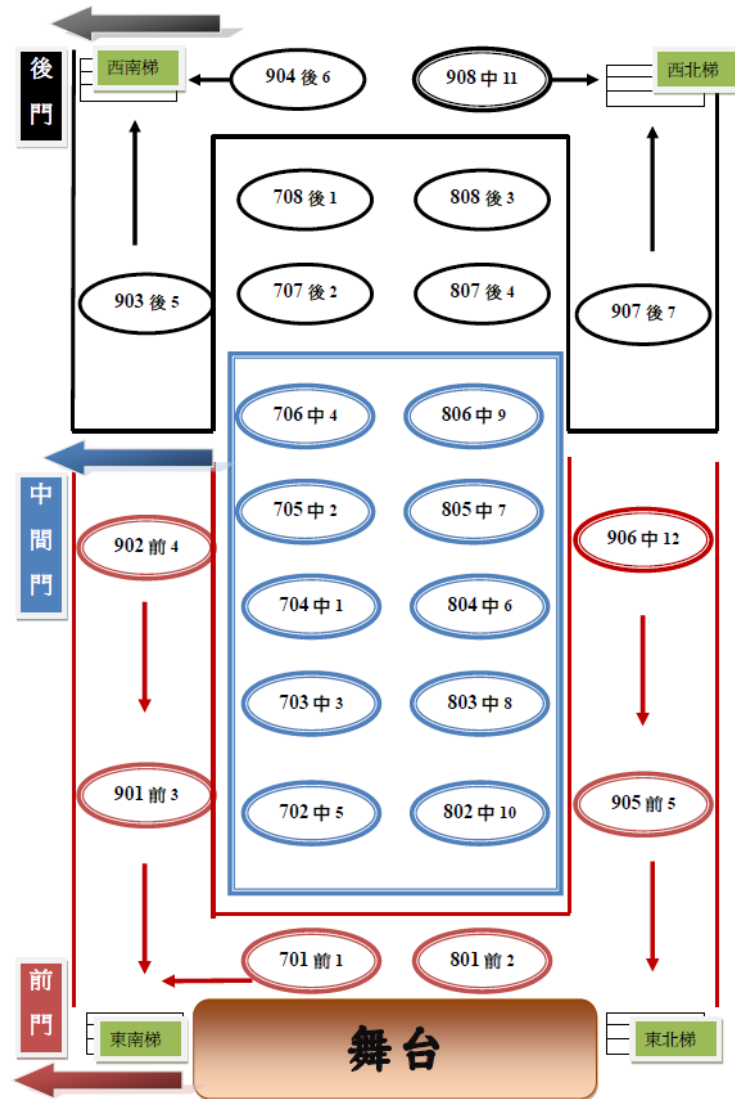 後門
西南梯
904 後 6
908 中 11
西北梯
708 後 1
808 後 3
903 後 5
707 後 2
807 後 4
907 後 7
706 中 4
806 中 9
中間門
902 前 4
705 中 2
805 中 7
906 中 12
704 中 1
804 中 6
703 中 3
803 中 8
901 前 3
702 中 5
802 中 10
905 前 5
701 前 1
801 前 2
前門
東南梯
舞台
東北梯